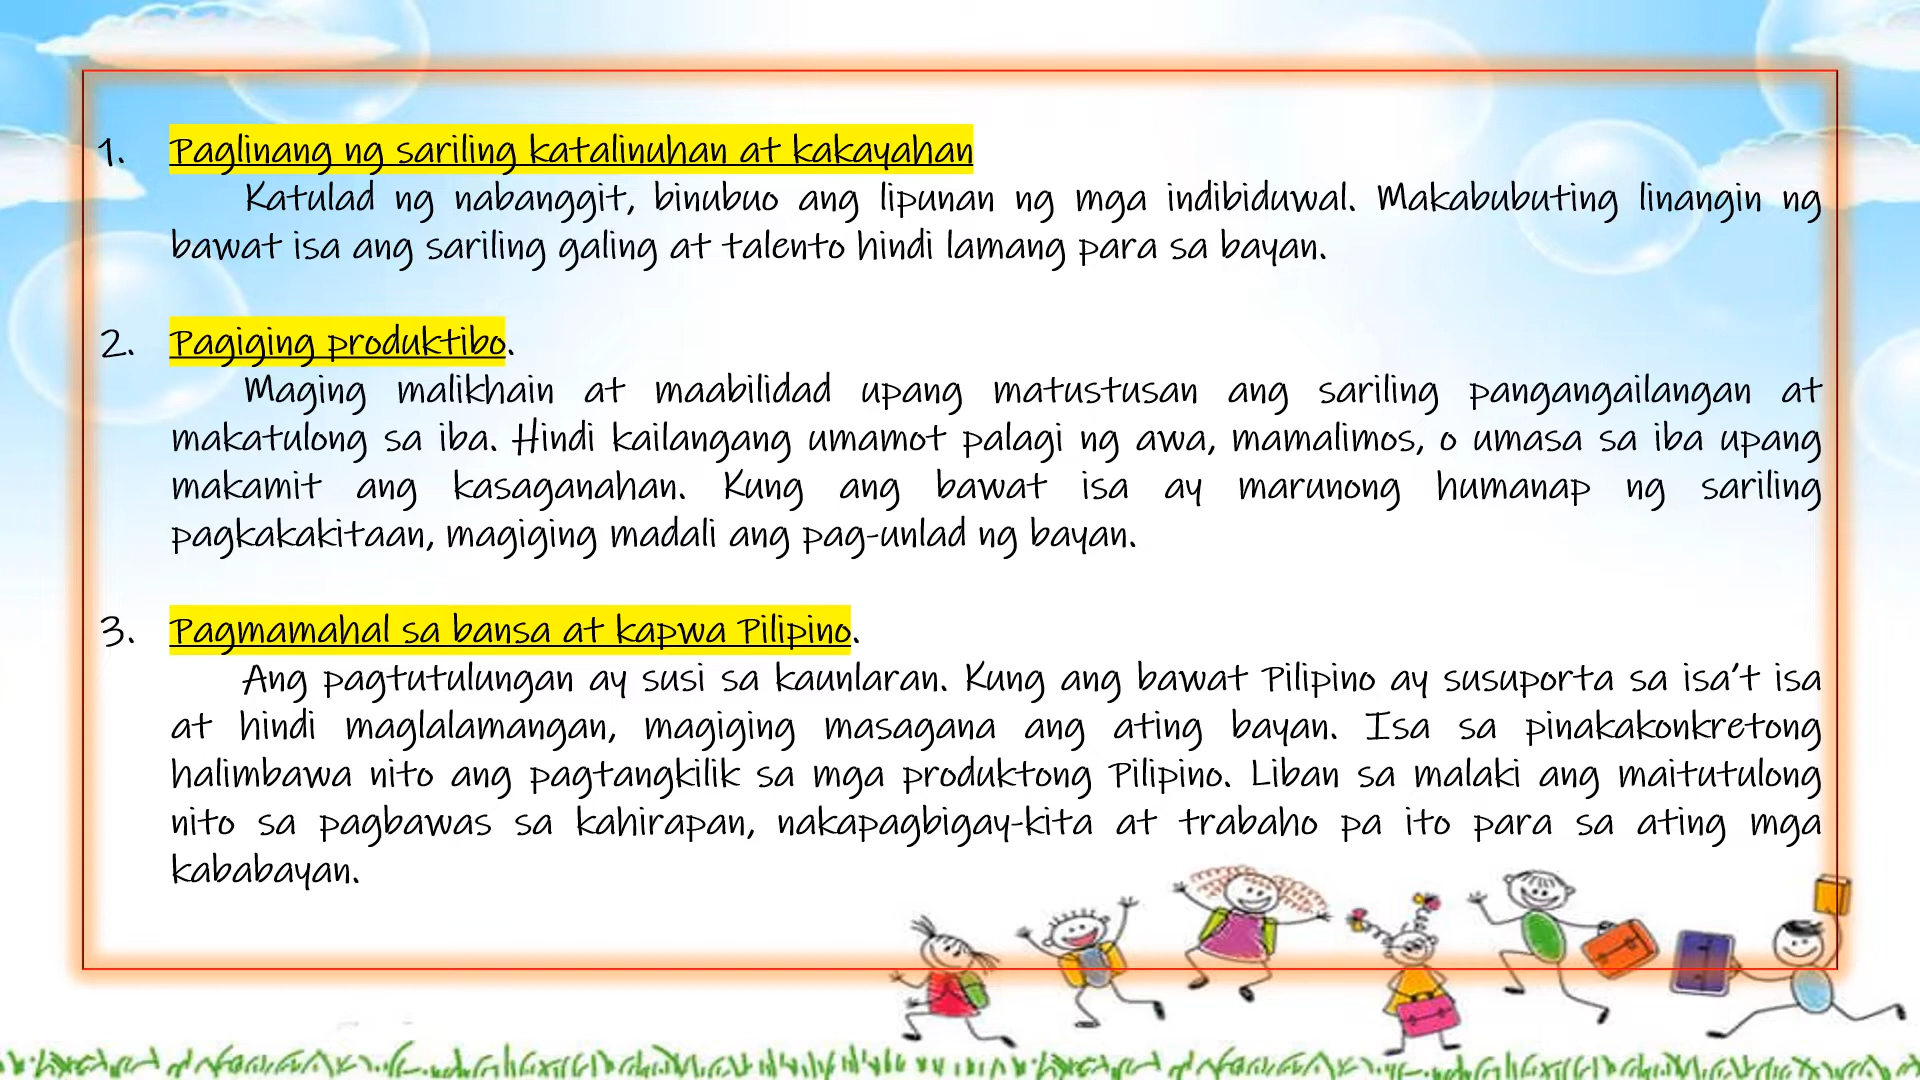 1. Paglinang ng sariling katalinuhan at kakayahan
Katulad ng nabanggit, binubuo ang lipunan ng mga indibiduwal. Makabubuting linangin ng
bawat isa ang sariling galing at talento hindi lamang para sa bayan.
2. Pagiging produktibo.
Maging malikhain at maabilidad upang matustusan ang sariling pangangailangan at
makatulong sa iba. Hindi kailangang umamot palagi ng awa, mamalimos, o umasa sa iba upang
makamit ang kasaganahan. Kung ang bawat isa ay marunong humanap ng sariling
pagkakakitaan, magiging madali ang pag-unlad ng bayan.
3. Pagmamahal sa bansa at kapwa Pilipino.
Ang pagtutulungan ay susi sa kaunlaran. Kung ang bawat Pilipino ay susuporta sa isa't isa
at hindi maglalamangan, magiging masagana ang ating bayan. Isa sa pinakakonkretong
halimbawa nito ang pagtangkilik sa mga produktong Pilipino. Liban sa malaki ang maitutulong
nito sa pagbawas sa kahirapan, nakapagbigay-kita at trabaho pa ito para sa ating mga
kababayan.